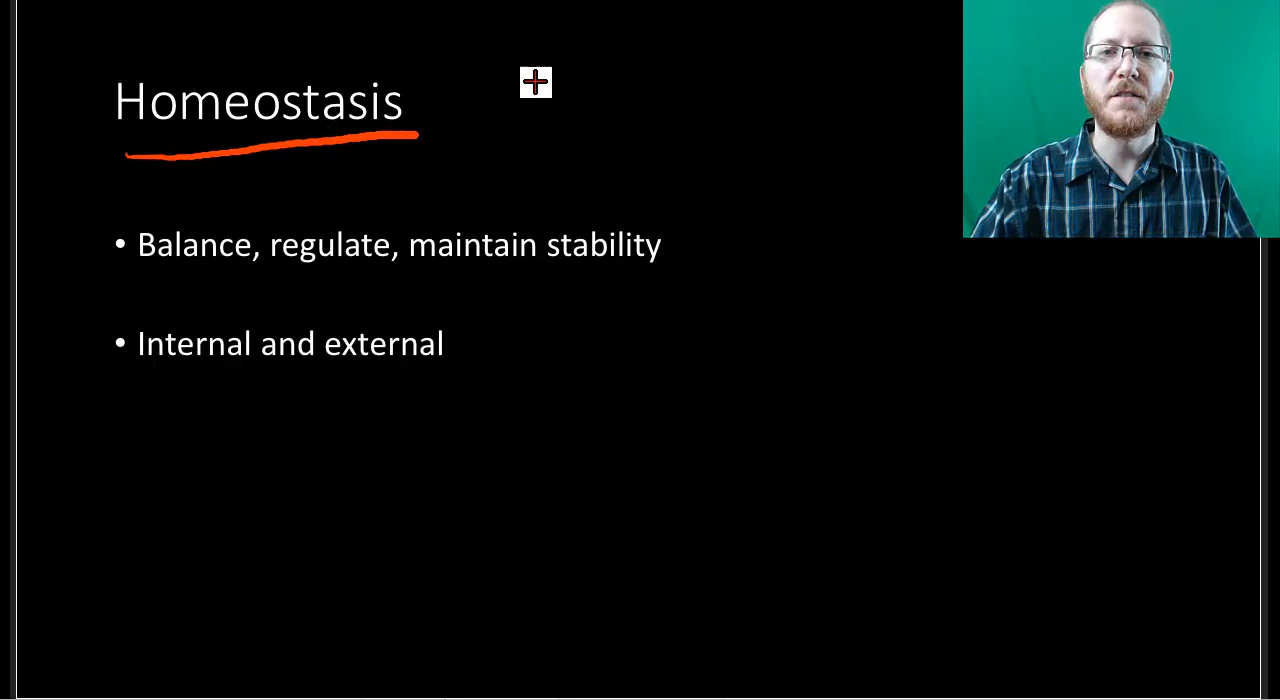 Homeostasis
• Balance, regulate, maintain stability
• Internal and external